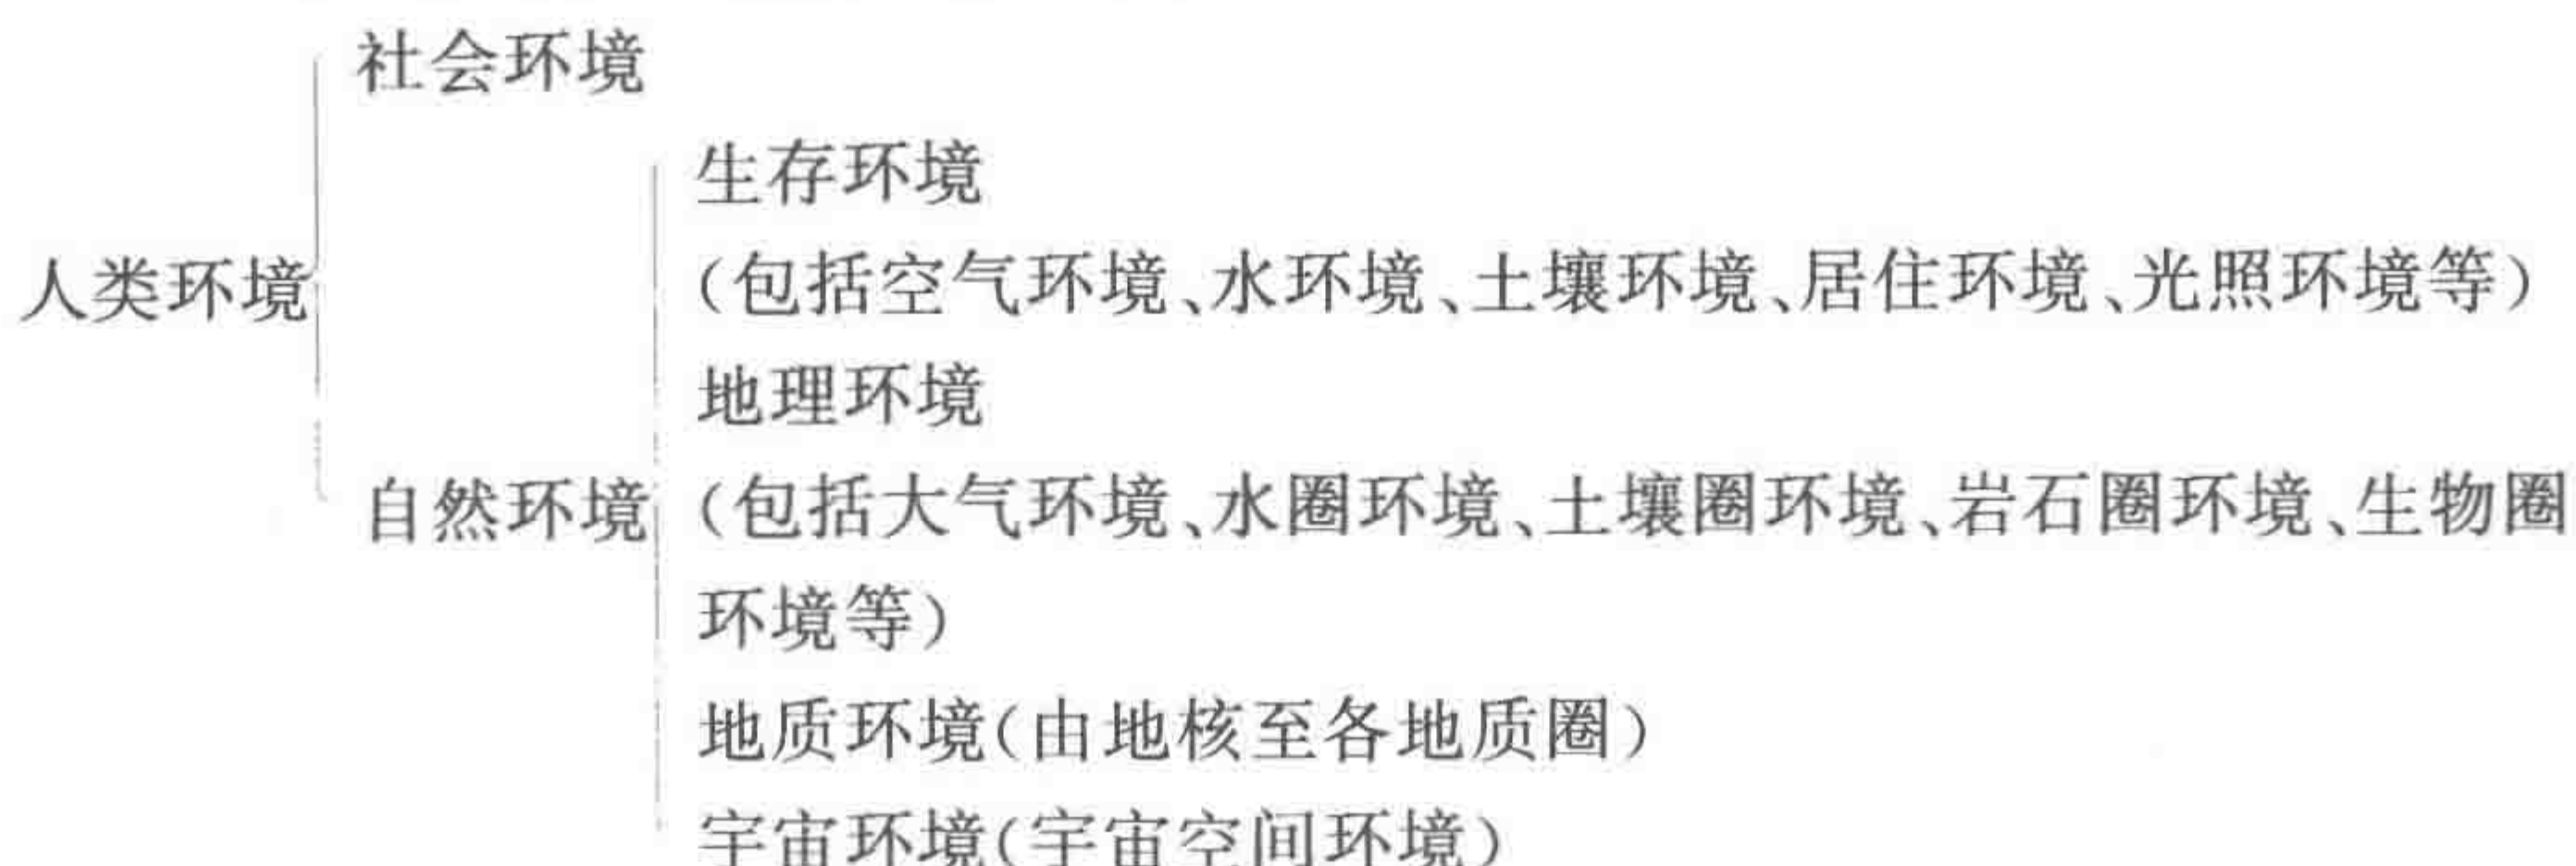 社会环境
生存环境
人类环境
(包括空气环境、水环境、土壤环境、居住环境、光照环境等)
地理环境
自然环境
(包括大气环境、水圈环境、土壤圈环境、岩石圈环境、生物圈
环境等)
地质环境(由地核至各地质圈)
宇宙环境(宇宙空间环境)